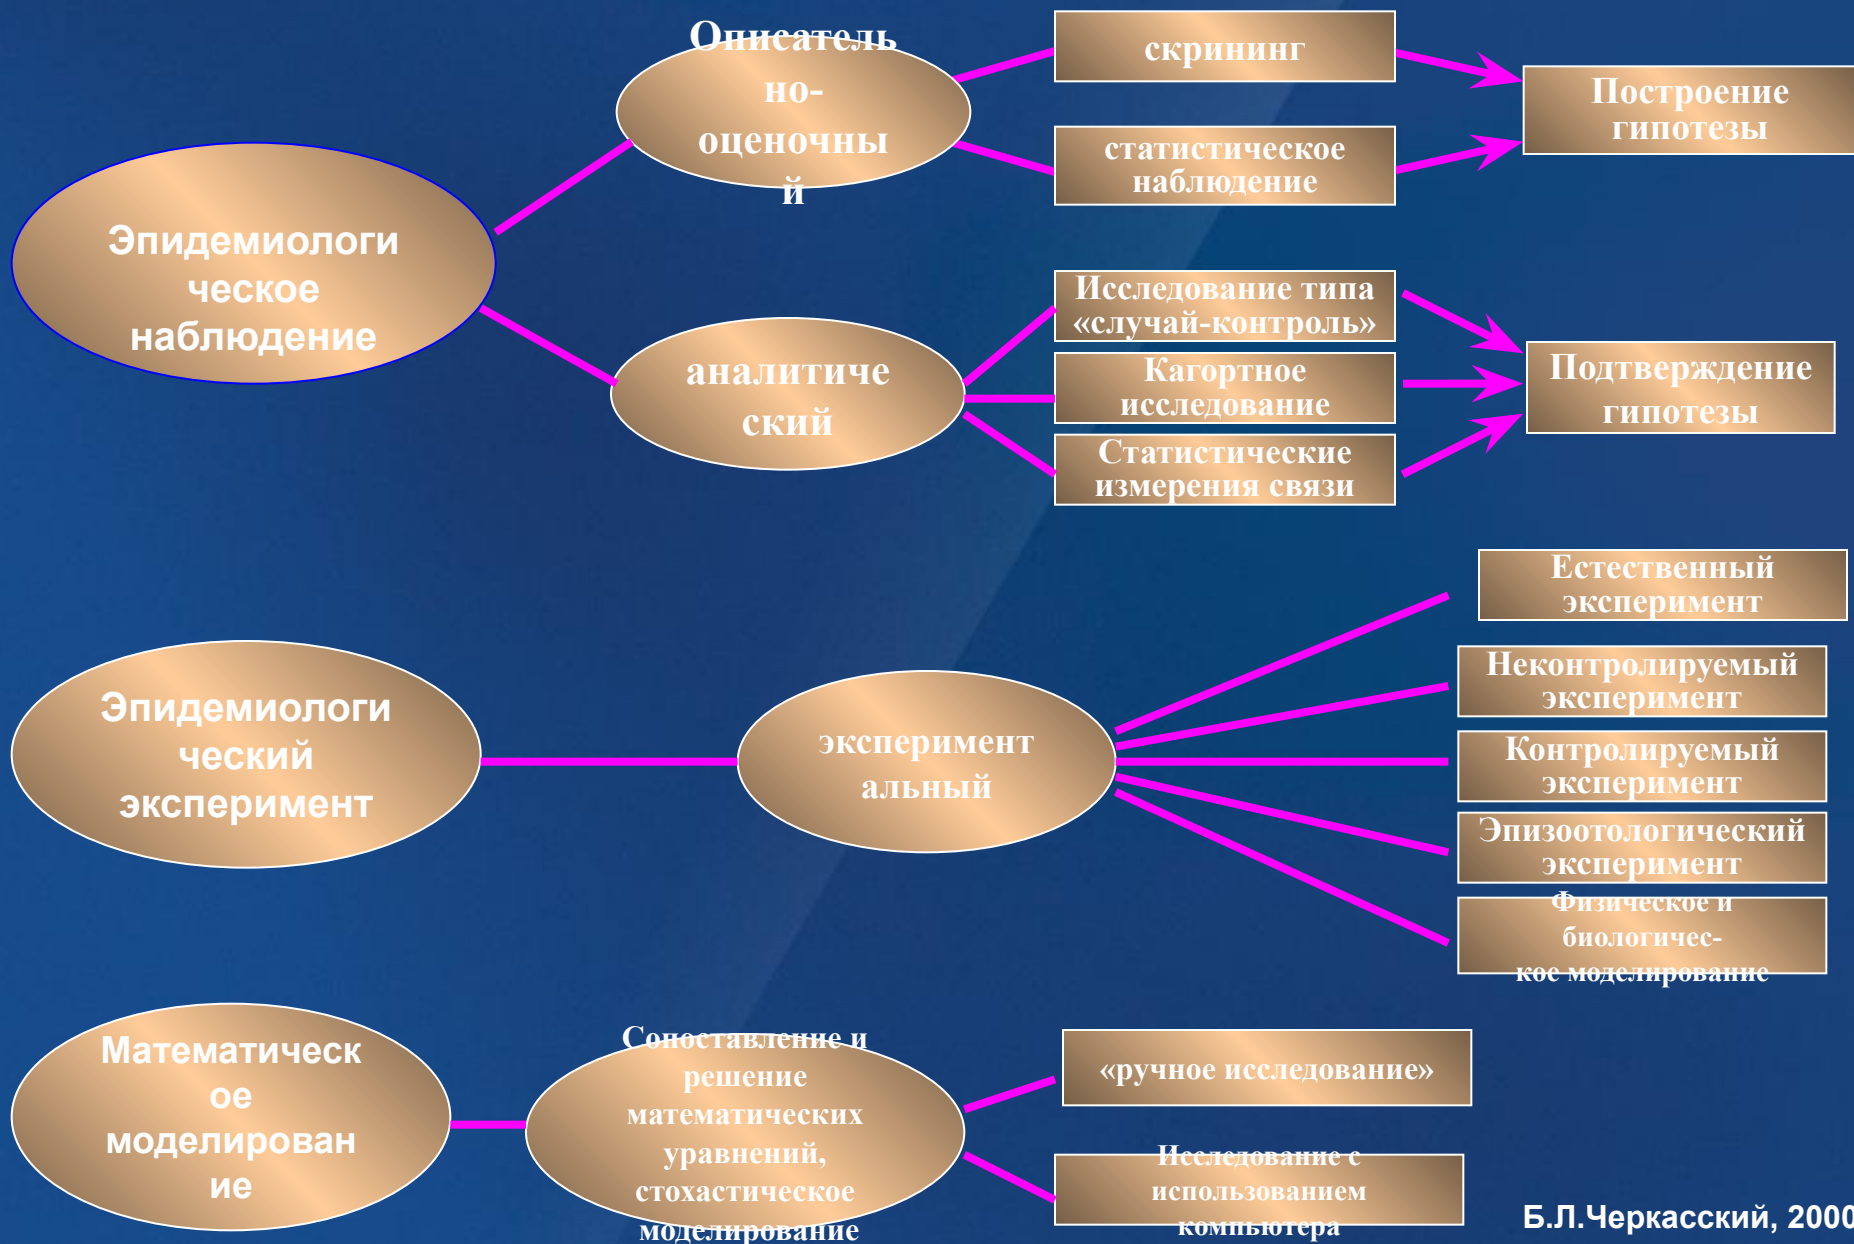 Описатель
но-
оценочны
й
скрининг
статистическое
наблюдение
Построение
гипотезы
Эпидемиологи
ческое
наблюдение
аналитиче
ский
Исследование типа
«случай-контроль»
Кагортное
исследование
Статистические
измерения связи
Подтверждение
гипотезы
Эпидемиологи
ческий
эксперимент
эксперимент
альный
Естественный
эксперимент
Неконтролируемый
эксперимент
Контролируемый
эксперимент
Эпизоотологический
эксперимент
Физическое и
биологичес-
кое моделирование
Математическ
ое
моделирован
ие
Сопоставление и
решение
математических
уравнений,
стохастическое
моделирование
«ручное исследование»
Исследование с
использованием
компьютера
Б.Л.Черкасский, 2000